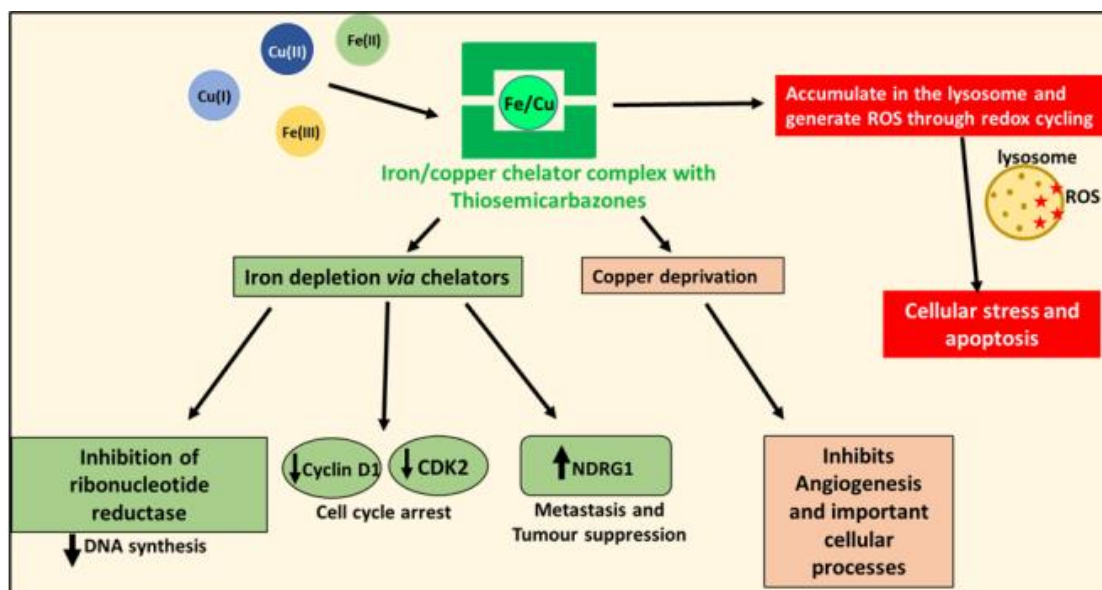 Cu(II)
Fe(II)
Cu(I)
Fe(III)
Fe/Cu
Iron/copper chelator complex with
Thiosemicarbazones
Accumulate in the lysosome and
generate ROS through redox cycling
lysosome
ROS
Iron depletion via chelators
Copper deprivation
Cellular stress and
apoptosis
Inhibition of
ribonucleotide
reductase
DNA synthesis
Cyclin D1
CDK2
Cell cycle arrest
NDRG1
Metastasis and
Tumour suppression
Inhibits
Angiogenesis
and important
cellular
processes